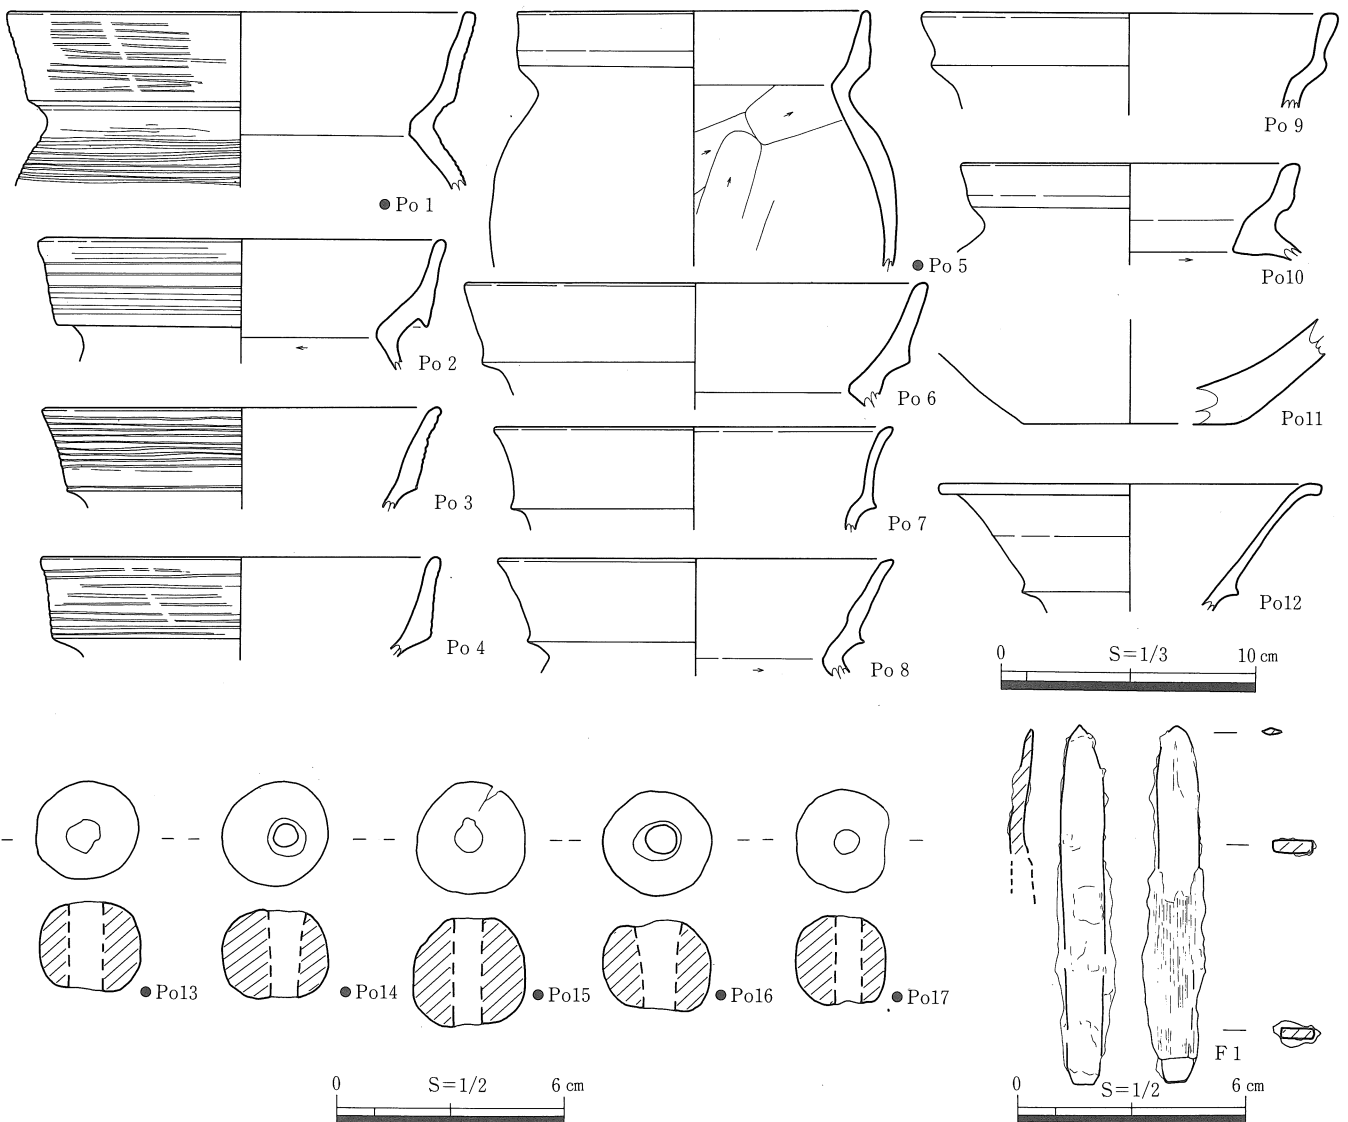 Po 1
Po 2
Po 3
Po 4
Po 5
Po 6
Po 7
Po 8
Po 9
Po10
Po11
Po12
0 S=1/3 10 cm
Po13
Po14
Po15
Po16
Po17
F 1
0 S=1/2 6 cm
0 S=1/2 6 cm